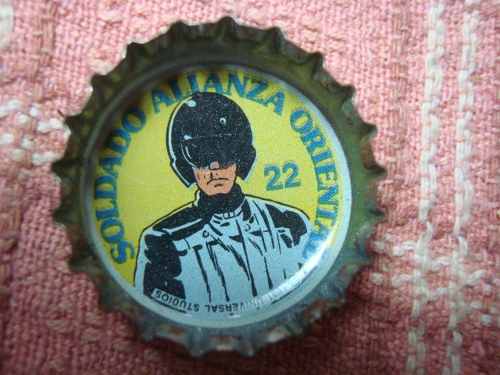 SOLDADO ALIANZA ORIENTAL
22
UNIVERSAL STUDIOS